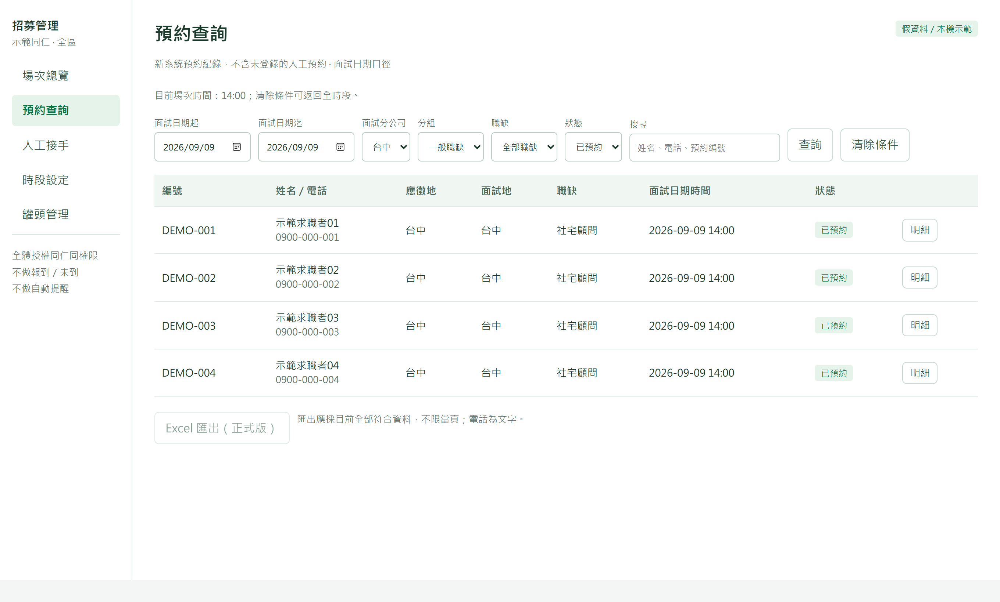 招募管理
示範同仁 · 全區
場次總覽
預約查詢
人工接手
時段設定
罐頭管理
全體授權同仁同權限
不做報到 / 未到
不做自動提醒
預約查詢
假資料 / 本機示範
新系統預約紀錄，不含未登錄的人工預約 · 面試日期口徑
目前場次時間：14:00；清除條件可返回全時段。
面試日期起 面試日期迄 面試分公司 分組 職缺 狀態 搜尋
2026/09/09 2026/09/09 台中 一般職缺 全部職缺 已預約 姓名、電話、預約編號 查詢 清除條件
編號 姓名 / 電話 應徵地 面試地 職缺 面試日期時間 狀態
DEMO-001 示範求職者01 台中 台中 社宅顧問 2026-09-09 14:00 已預約 明細
0900-000-001
DEMO-002 示範求職者02 台中 台中 社宅顧問 2026-09-09 14:00 已預約 明細
0900-000-002
DEMO-003 示範求職者03 台中 台中 社宅顧問 2026-09-09 14:00 已預約 明細
0900-000-003
DEMO-004 示範求職者04 台中 台中 社宅顧問 2026-09-09 14:00 已預約 明細
0900-000-004
Excel 匯出（正式版） 匯出應採目前全部符合資料，不限當頁；電話為文字。